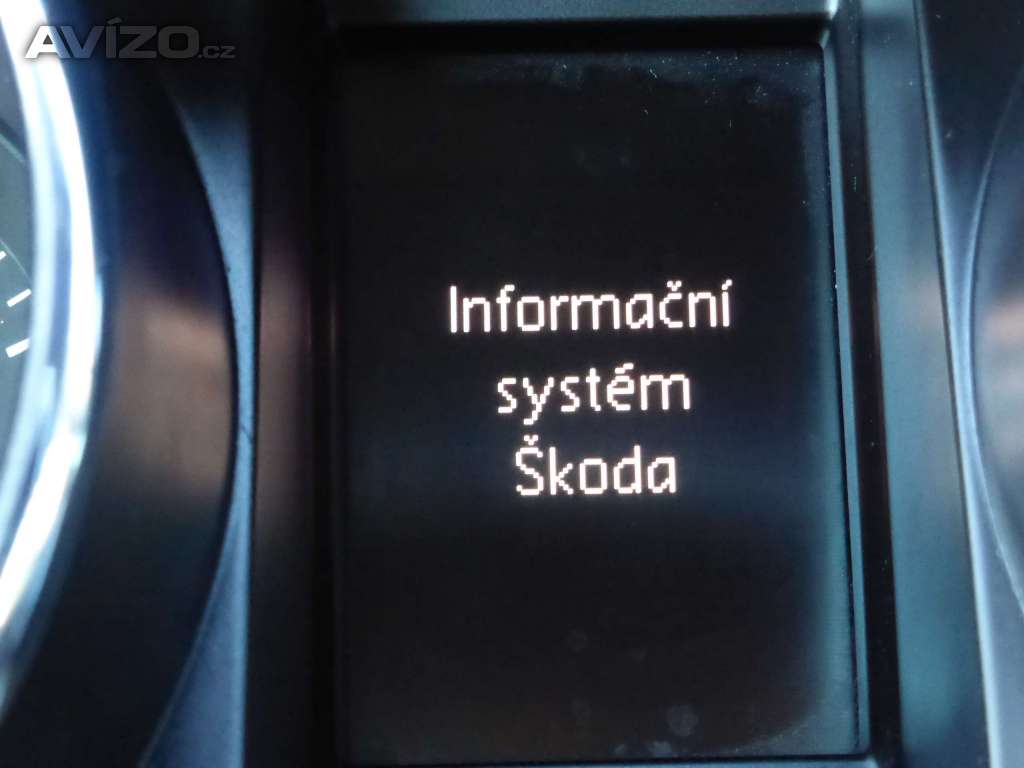 AVÍZO.cz
Informační
systém
Škoda